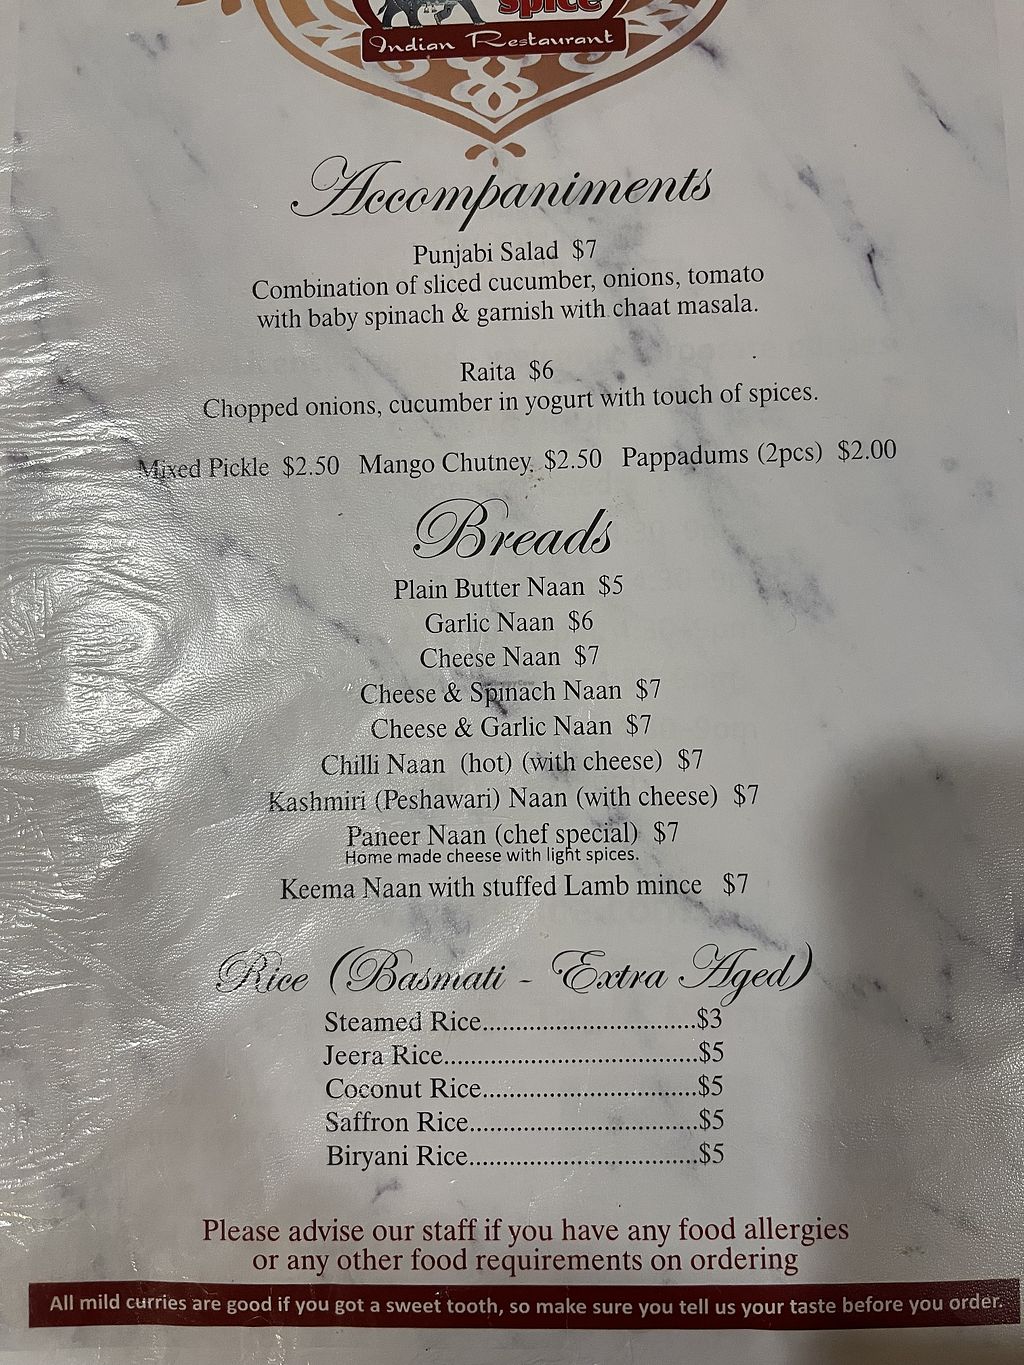 spice
Indian Restaurant
Accompaniments
Punjabi Salad $7
Combination of sliced cucumber, onions, tomato
with baby spinach & garnish with chaat masala.
Raita $6
Chopped onions, cucumber in yogurt with touch of spices.
Mixed Pickle $2.50 Mango Chutney. $2.50 Pappadums (2pcs) $2.00
Breads
Plain Butter Naan $5
Garlic Naan $6
Cheese Naan $7
Cheese & Spinach Naan $7
Cheese & Garlic Naan $7
Chilli Naan (hot) (with cheese) $7
Kashmiri (Peshawari) Naan (with cheese) $7
Paneer Naan (chef special) $7
Home made cheese with light spices.
Keema Naan with stuffed Lamb mince $7
Rice (Basmati - Extra Aged)
Steamed Rice................................$3
Jeera Rice......................................$5
Coconut Rice................................$5
Saffron Rice..................................$5
Biryani Rice..................................$5
Please advise our staff if you have any food allergies
or any other food requirements on ordering
All mild curries are good if you got a sweet tooth, so make sure you tell us your taste before you order.